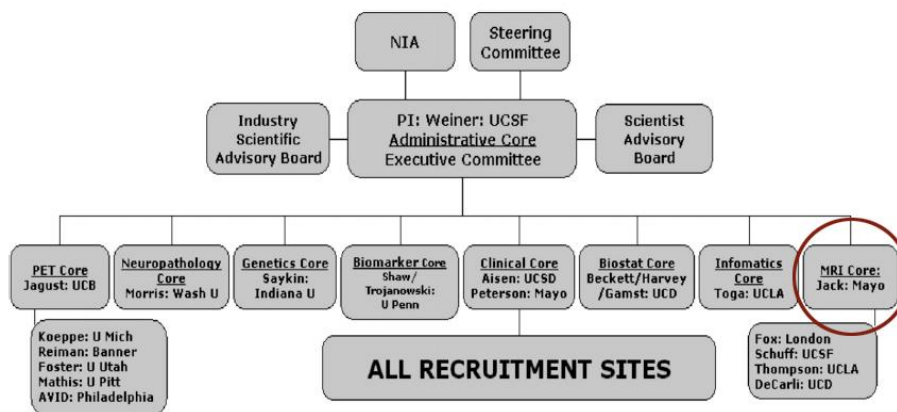 NIA
Steering
Committee
Industry
Scientific
Advisory Board
PI: Weiner: UCSF
Administrative Core
Executive Committee
Scientist
Advisory
Board
PET Core
Jagust: UCB
Neuropathology
Core
Morris: Wash U
Genetics Core
Saykin:
Indiana U
Biomarker Core
Shaw/
Trojanowski:
U Penn
Clinical Core
Aisen: UCSD
Peterson: Mayo
Biostat Core
Beckett/Harvey
/Gamst: UCD
Infomatics
Core
Toga: UCLA
MRI Core:
Jack: Mayo
Koeppe: U Mich
Reiman: Banner
Foster: U Utah
Mathis: U Pitt
AVID: Philadelphia
ALL RECRUITMENT SITES
Fox: London
Schuff: UCSF
Thompson: UCLA
DeCarli: UCD